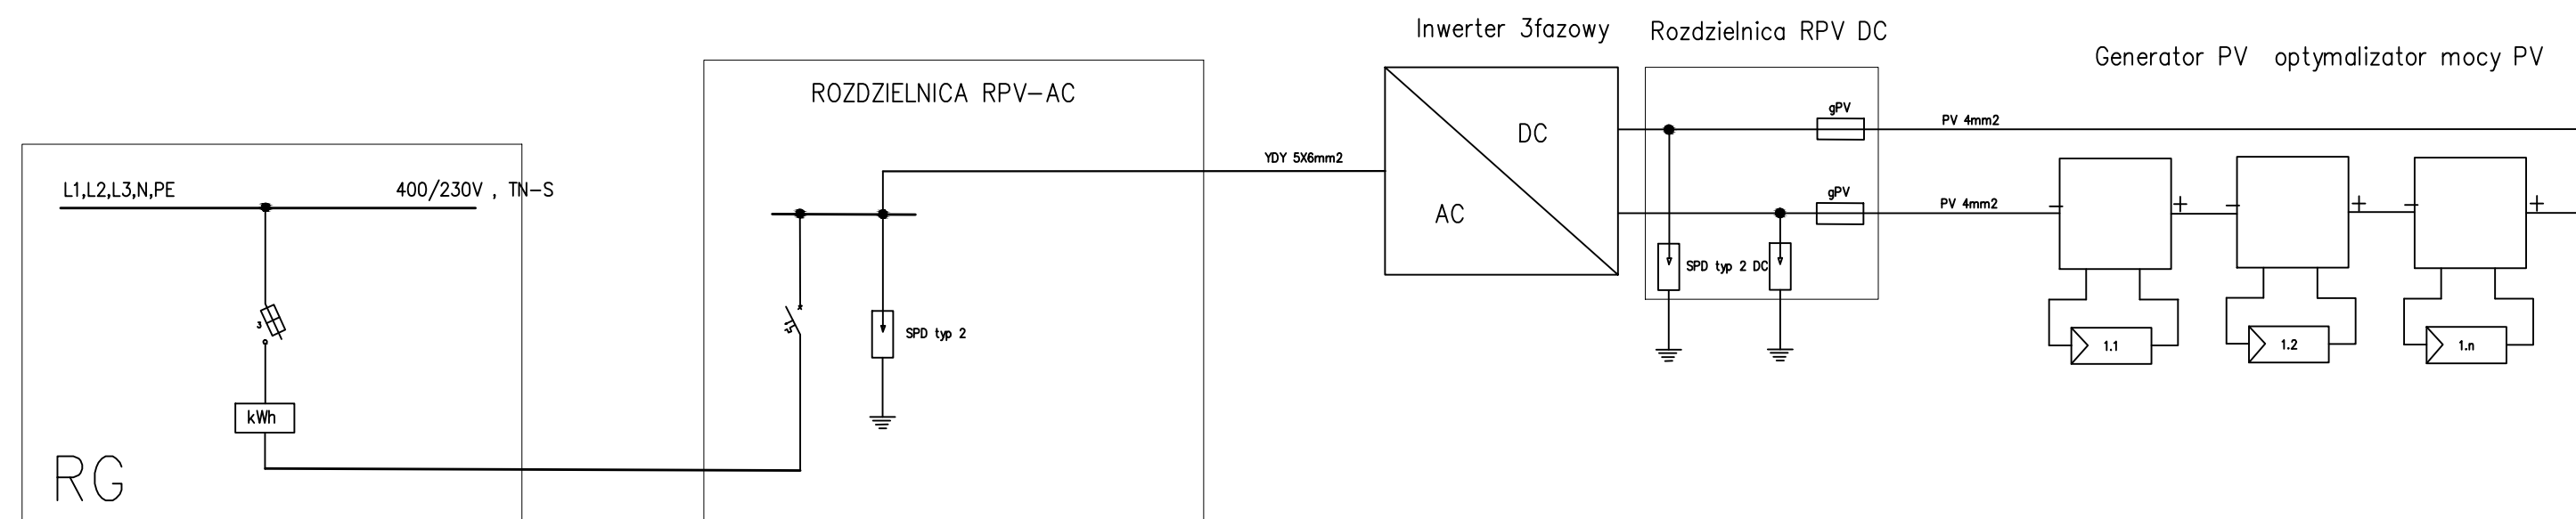 Inwerter 3fazowy
Rozdzielnica RPV DC
Generator PV optymalizator mocy PV
ROZDZIELNICA RPV-AC
gPV
PV 4mm2
DC
YDY 5X6mm2
L1,L2,L3,N,PE
400/230V , TN-S
gPV
PV 4mm2
AC
- + - + - +
SPD typ 2 DC
3
SPD typ 2
1.1
1.2
1.n
kWh
RG